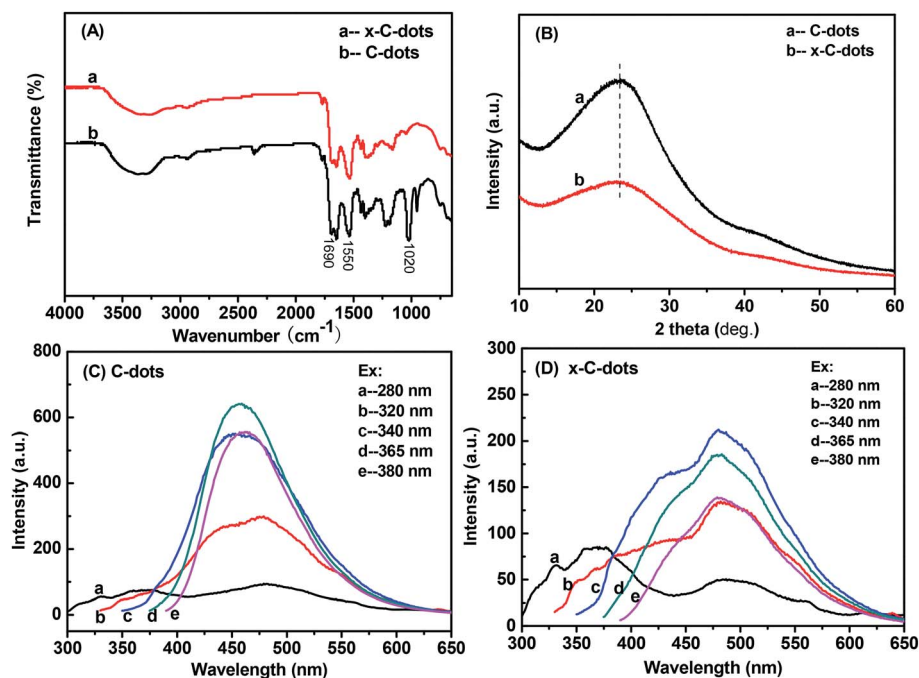 (A)
a-- x-C-dots
b-- C-dots
a
b
1690
1550
1020
Transmittance (%)
4000 3500 3000 2500 2000 1500 1000
Wavenumber (cm-1)
(B)
a-- C-dots
b-- x-C-dots
a
b
Intensity (a.u.)
10 20 30 40 50 60
2 theta (deg.)
(C) C-dots
Ex:
a--280 nm
b--320 nm
c--340 nm
d--365 nm
e--380 nm
800
600
400
200
0
a
b c d e
Intensity (a.u.)
300 350 400 450 500 550 600 650
Wavelength (nm)
(D) x-C-dots
Ex:
a--280 nm
b--320 nm
c--340 nm
d--365 nm
e--380 nm
300
250
200
150
100
50
0
a
b c d e
Intensity (a.u.)
300 350 400 450 500 550 600 650
Wavelength (nm)